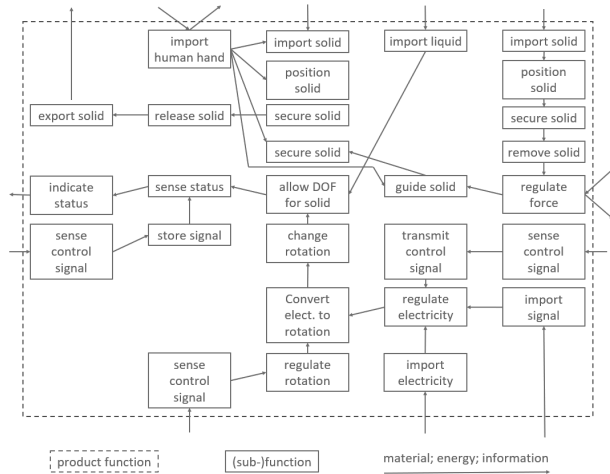 import
human hand
import solid
import liquid
import solid
position
solid
position
solid
export solid
release solid
secure solid
secure solid
secure solid
remove solid
indicate
status
sense status
allow DOF
for solid
guide solid
regulate
force
sense
control
signal
store signal
change
rotation
transmit
control
signal
sense
control
signal
Convert
elect. to
rotation
regulate
electricity
import
signal
sense
control
signal
regulate
rotation
import
electricity
product function
(sub-)function
material; energy; information